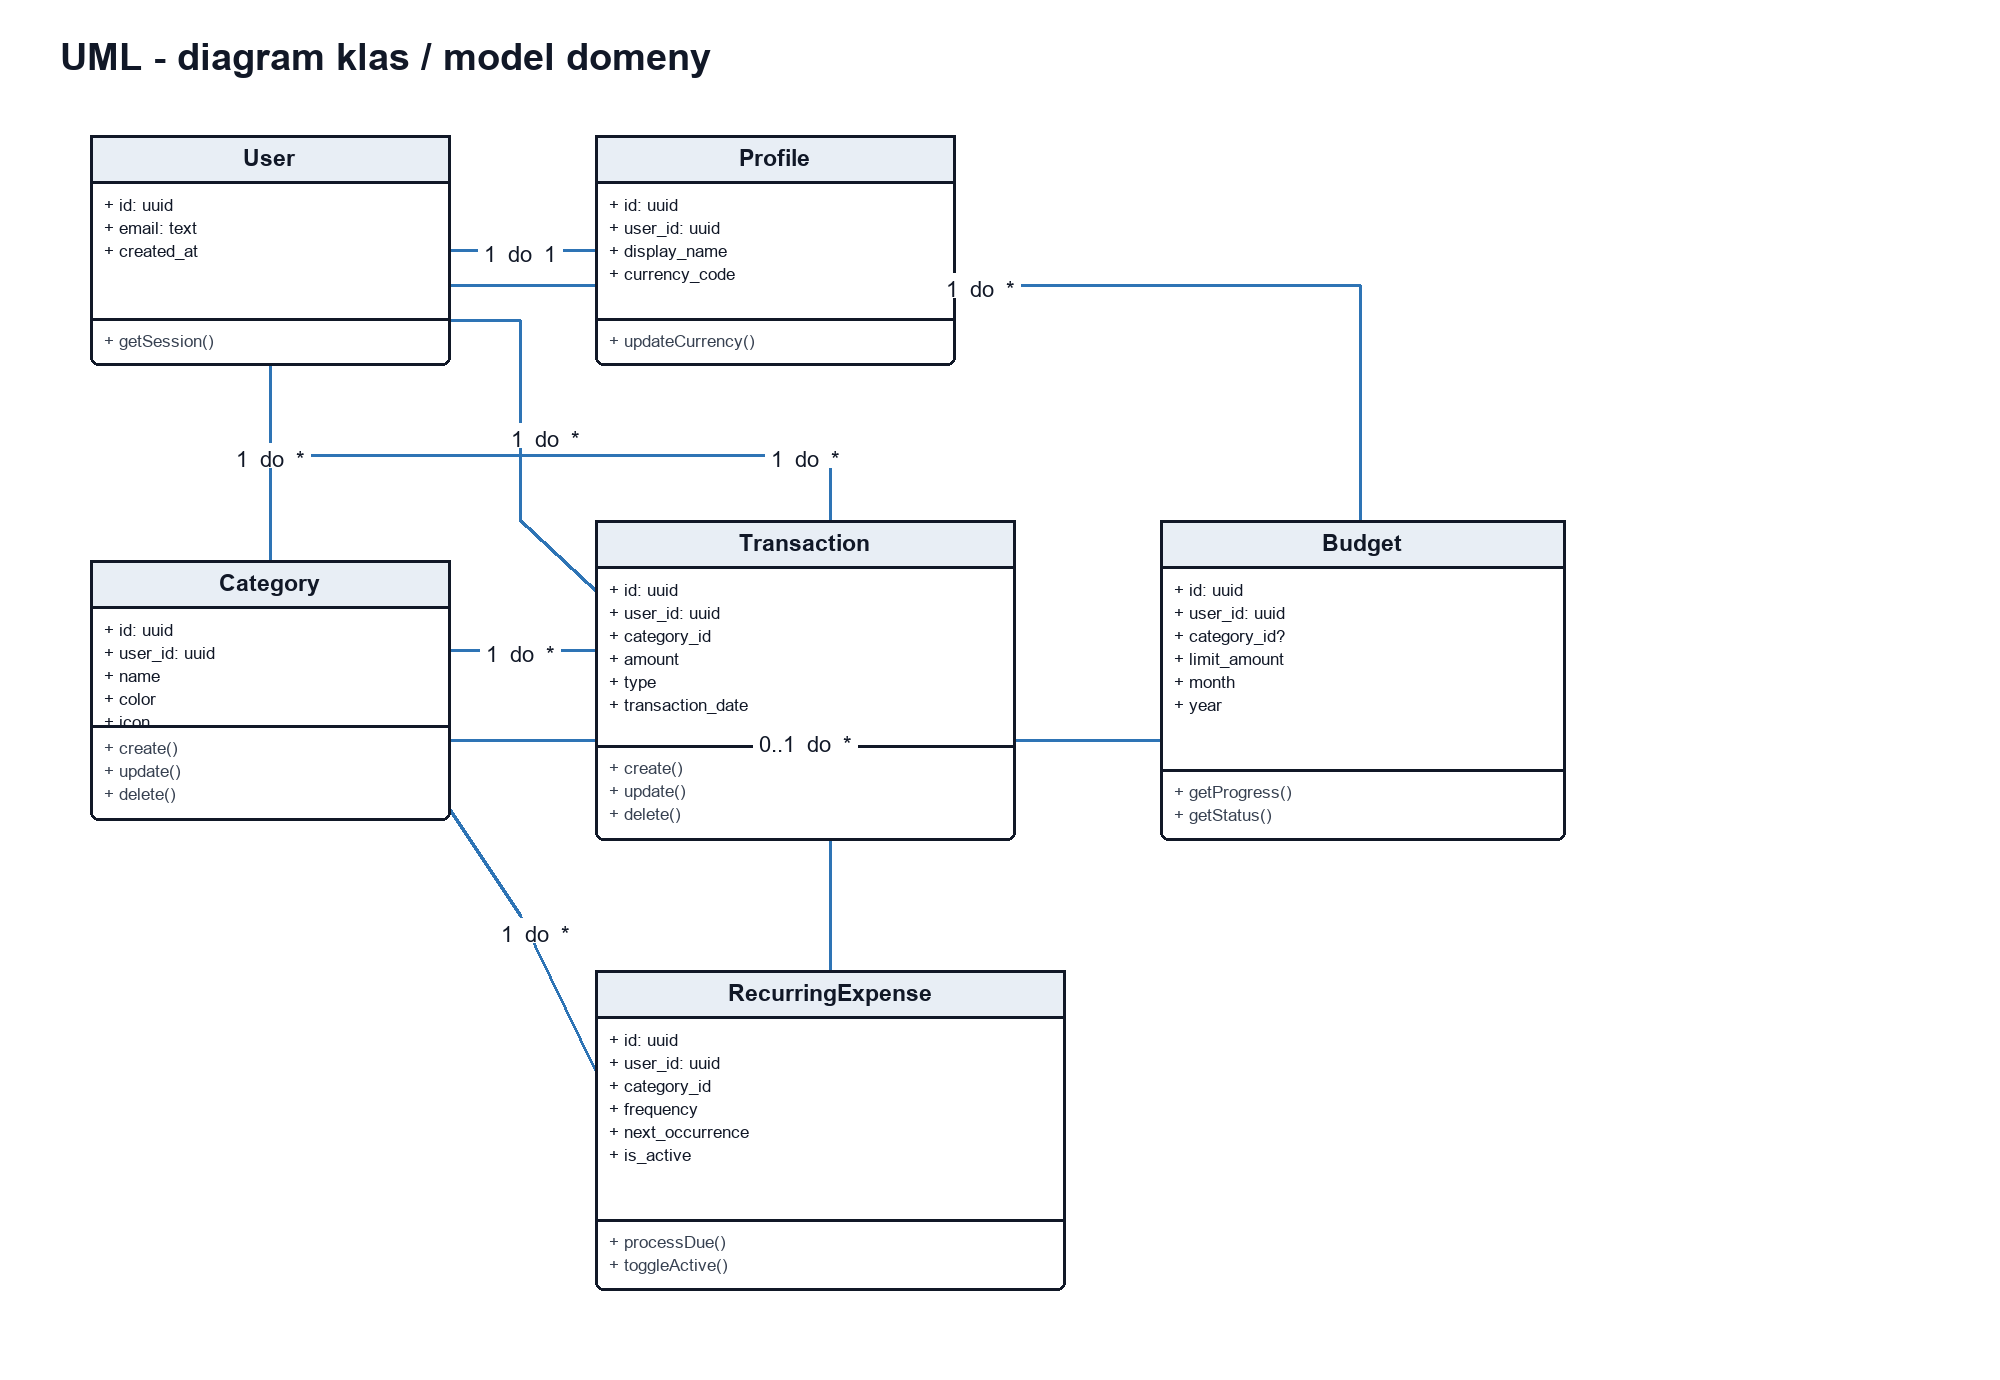 UML - diagram klas / model domeny
User
+ id: uuid
+ email: text
+ created_at
+ getSession()
1 do 1
Profile
+ id: uuid
+ user_id: uuid
+ display_name
+ currency_code
+ updateCurrency()
1 do *
1 do *
1 do *
1 do *
Category
+ id: uuid
+ user_id: uuid
+ name
+ color
+ icon
+ create()
+ update()
+ delete()
1 do *
Transaction
+ id: uuid
+ user_id: uuid
+ category_id
+ amount
+ type
+ transaction_date
0..1 do *
+ create()
+ update()
+ delete()
Budget
+ id: uuid
+ user_id: uuid
+ category_id?
+ limit_amount
+ month
+ year
+ getProgress()
+ getStatus()
1 do *
RecurringExpense
+ id: uuid
+ user_id: uuid
+ category_id
+ frequency
+ next_occurrence
+ is_active
+ processDue()
+ toggleActive()